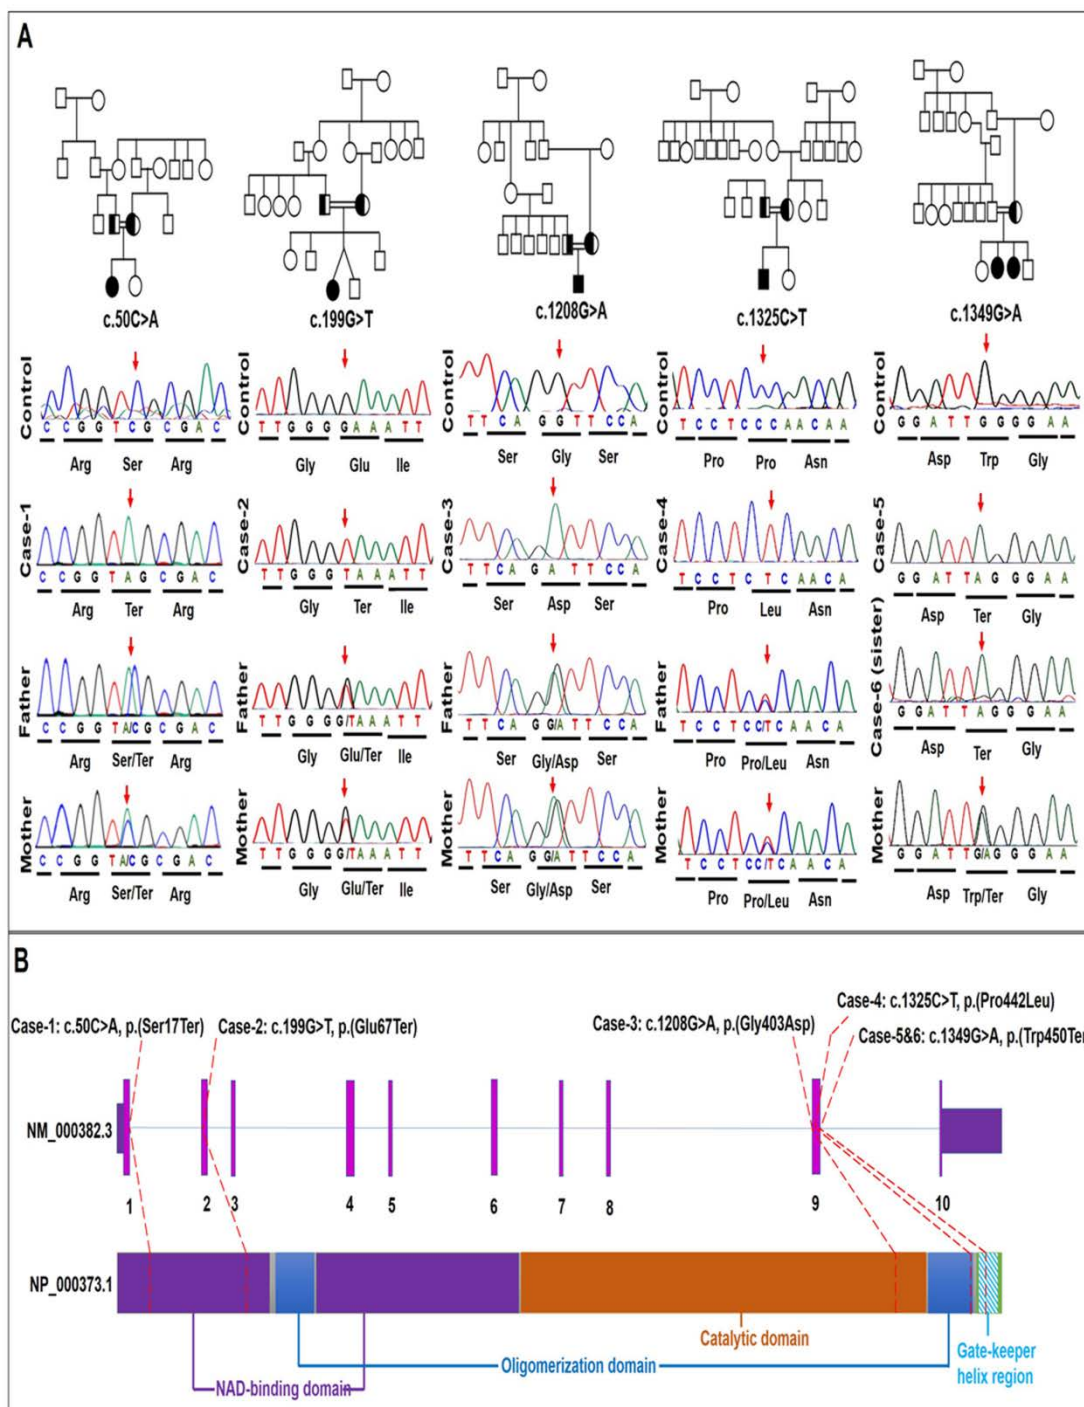 A
c.50C>A
c.199G>T
c.1208G>A
c.1325C>T
c.1349G>A
Control
C C G G T C G C G A C
Arg Ser Arg
Control
T T G G G G A A A T T
Gly Glu Ile
Control
T T C A G G T T C C A
Ser Gly Ser
Control
T C C T C C C A A C A A
Pro Pro Asn
Control
G G A T T G G G G A A
Asp Trp Gly
Case-1
C C G G T A G C G A C
Arg Ter Arg
Case-2
T T G G G T A A A T T
Gly Ter Ile
Case-3
T T C A G A T T C C A
Ser Asp Ser
Case-4
T C C T C T C A A C A
Pro Leu Asn
Case-5
G G A T T A G G G A A
Asp Ter Gly
Father
C C G G T A/C G C G A C
Arg Ser/Ter Arg
Father
T T G G G G/T A A A T T
Gly Glu/Ter Ile
Father
T T C A G G/A T T C C A
Ser Gly/Asp Ser
Father
T C C T C C/T C A A C A
Pro Pro/Leu Asn
Case-6 (sister)
G G A T T A G G G A A
Asp Ter Gly
Mother
C C G G T A/C G C G A C
Arg Ser/Ter Arg
Mother
T T G G G G/T A A A T T
Gly Glu/Ter Ile
Mother
T T C A G G/A T T C C A
Ser Gly/Asp Ser
Mother
T C C T C C/T C A A C A
Pro Pro/Leu Asn
Mother
G G A T T G/A G G G A A
Asp Trp/Ter Gly
B
Case-1: c.50C>A, p.(Ser17Ter)
Case-2: c.199G>T, p.(Glu67Ter)
Case-3: c.1208G>A, p.(Gly403Asp)
Case-4: c.1325C>T, p.(Pro442Leu)
Case-5&6: c.1349G>A, p.(Trp450Ter
NM_000382.3
1 2 3 4 5 6 7 8 9 10
NP_000373.1
Catalytic domain
Oligomerization domain
Gate-keeper
helix region
NAD-binding domain